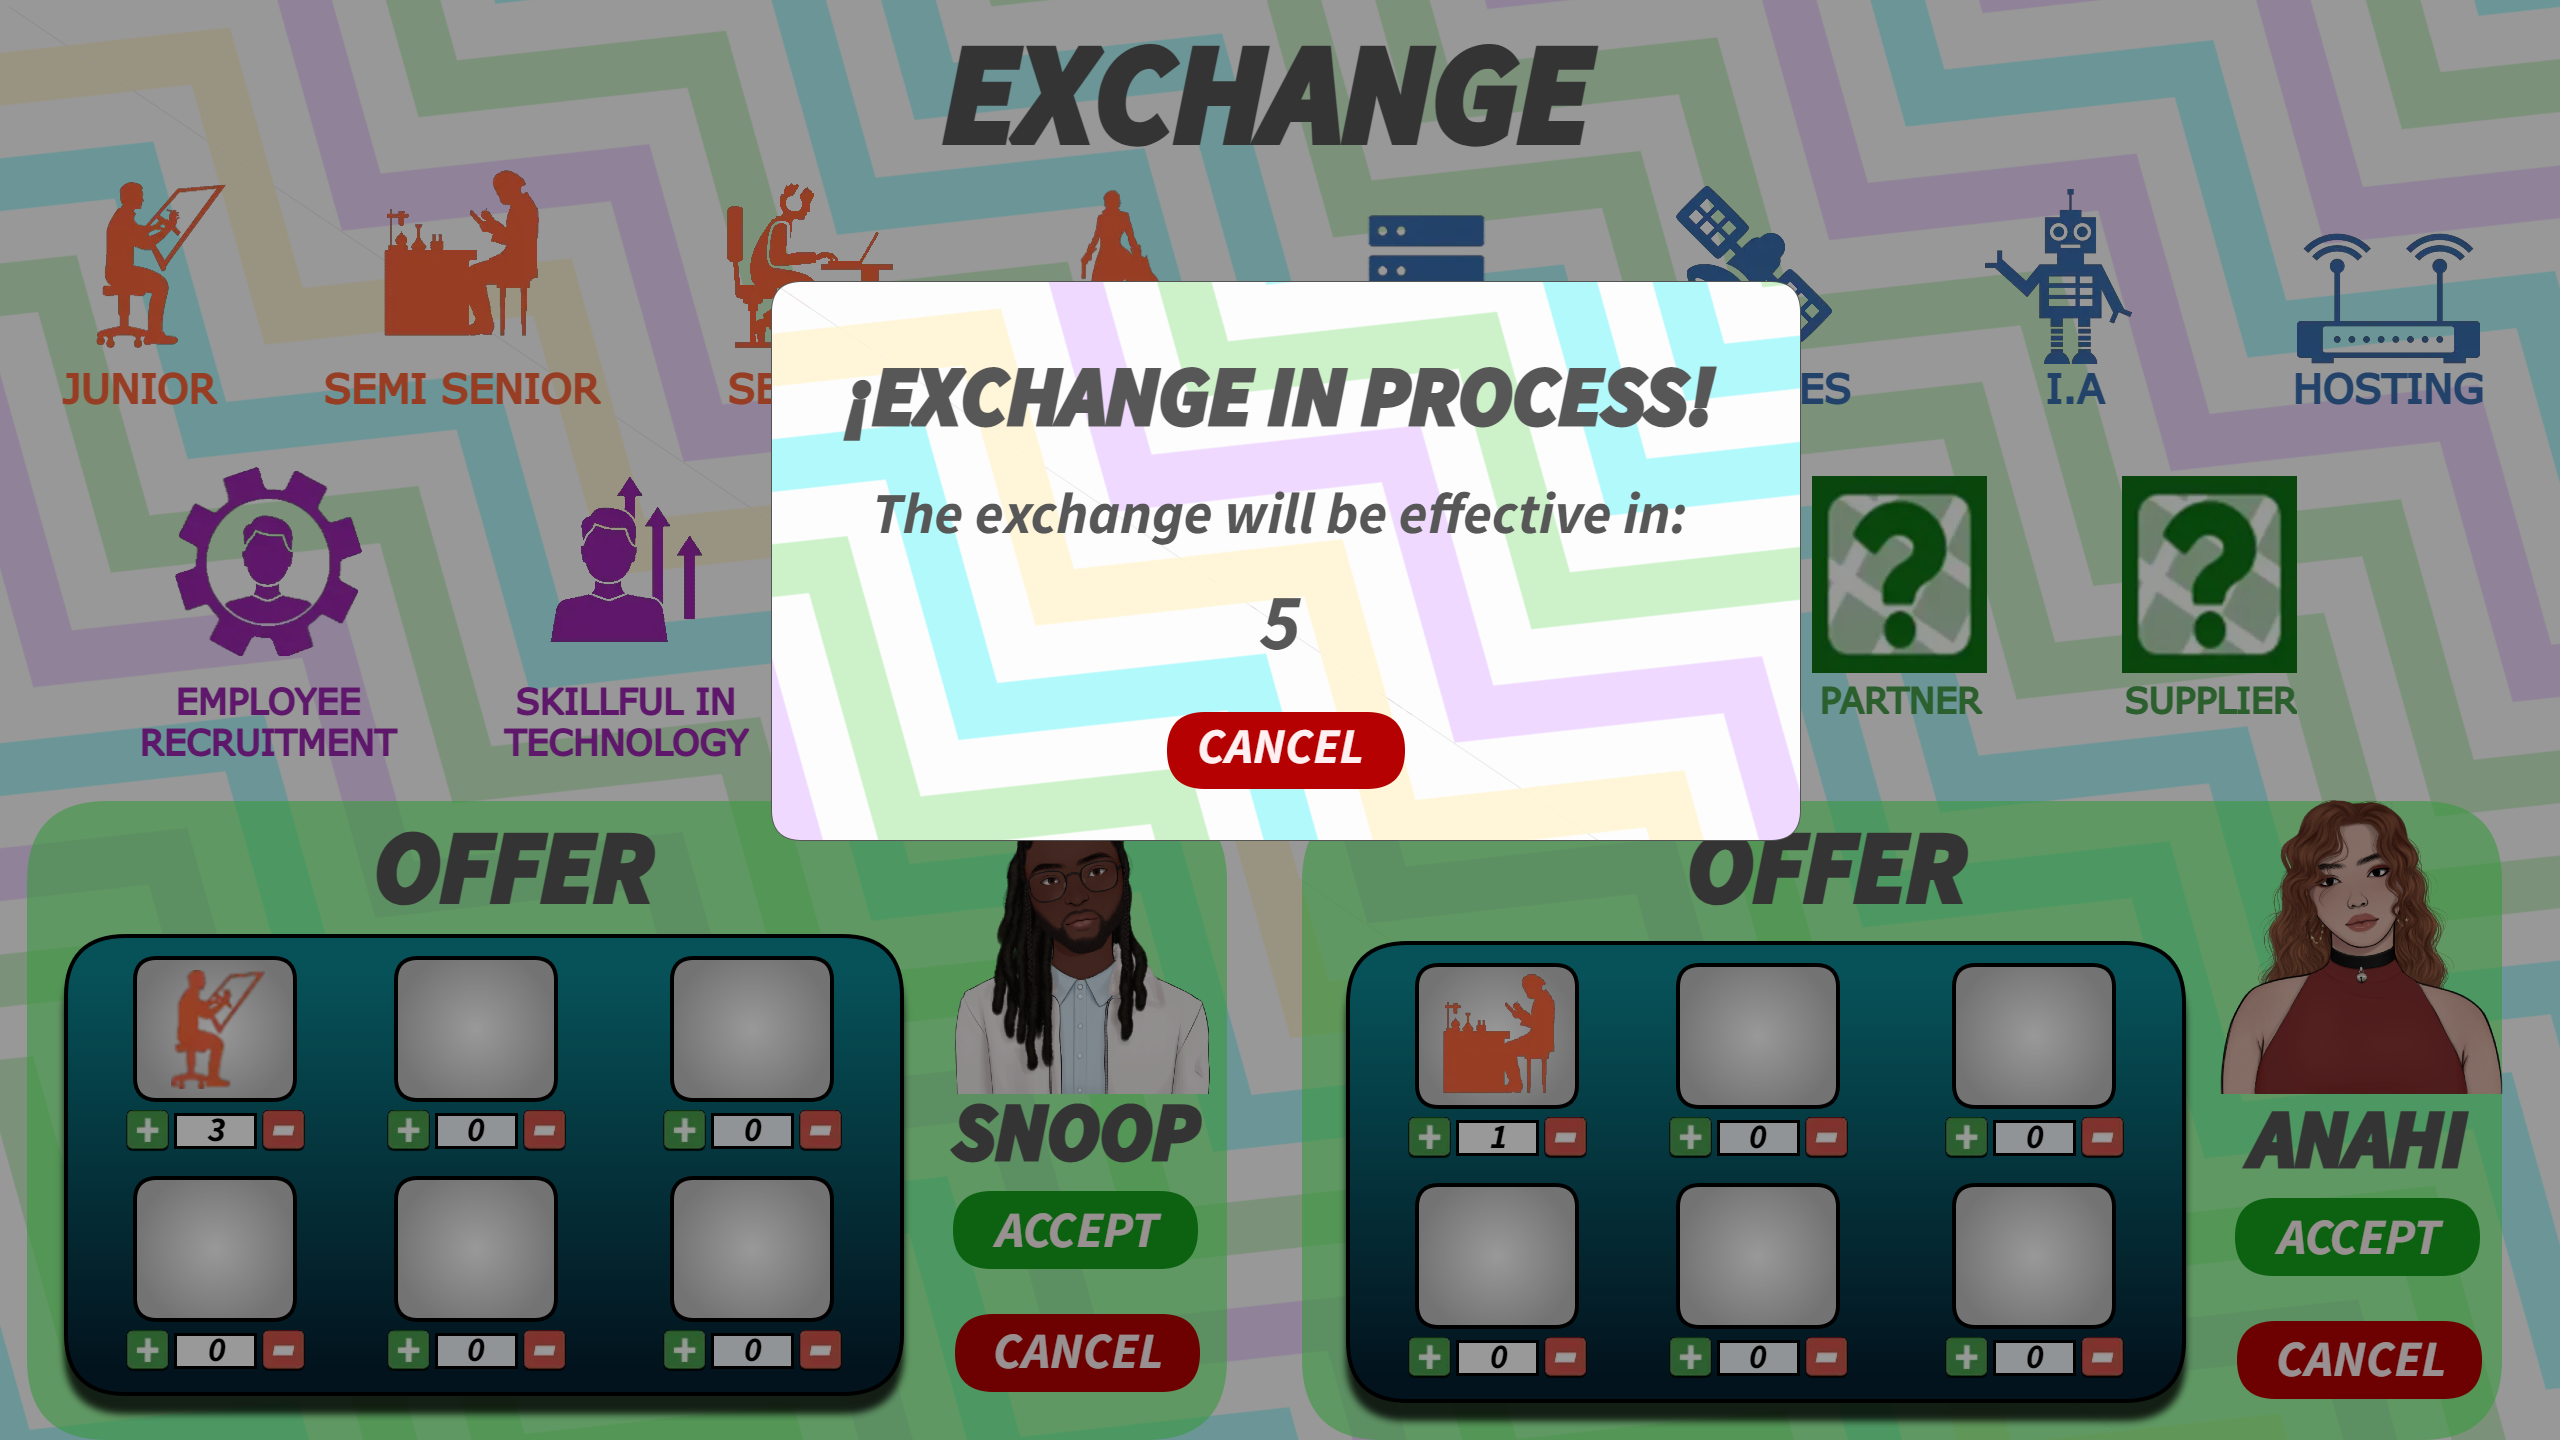 EXCHANGE
JUNIOR
SEMI SENIOR
I.A
HOSTING
¡EXCHANGE IN PROCESS!
The exchange will be effective in:
5
CANCEL
EMPLOYEE
RECRUITMENT
SKILLFUL IN
TECHNOLOGY
PARTNER
SUPPLIER
OFFER
3
0
0
0
0
0
SNOOP
ACCEPT
CANCEL
OFFER
1
0
0
0
0
0
ANAHI
ACCEPT
CANCEL